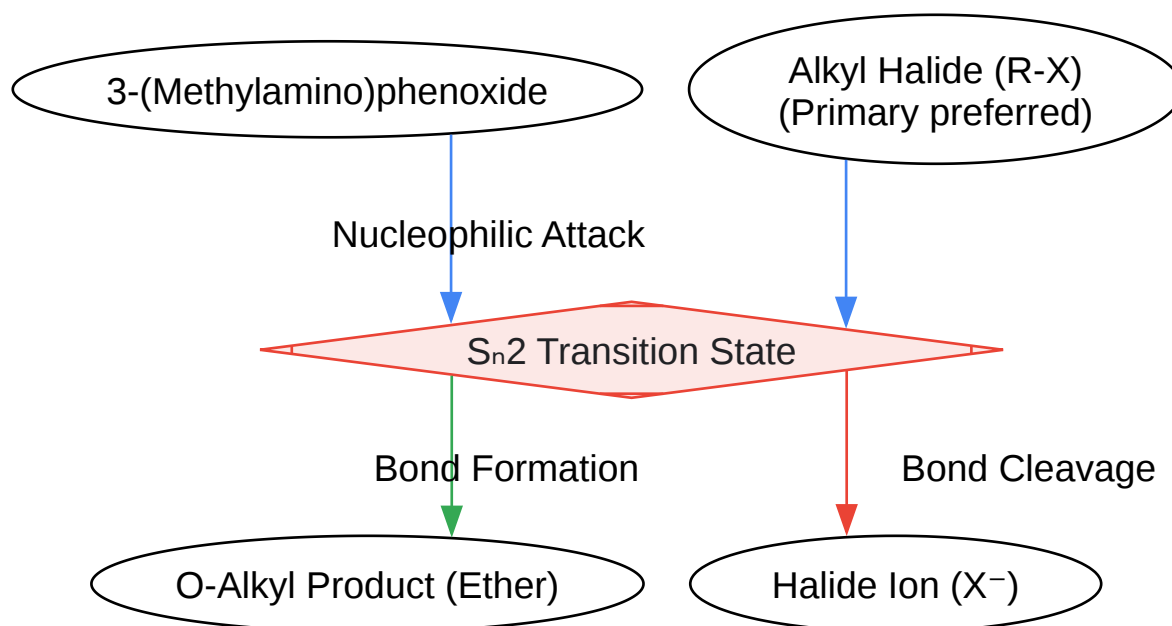 3-(Methylamino)phenoxide
Alkyl Halide (R-X)
(Primary preferred)
Nucleophilic Attack
Sₙ2 Transition State
Bond Formation
Bond Cleavage
O-Alkyl Product (Ether)
Halide Ion (X⁻)